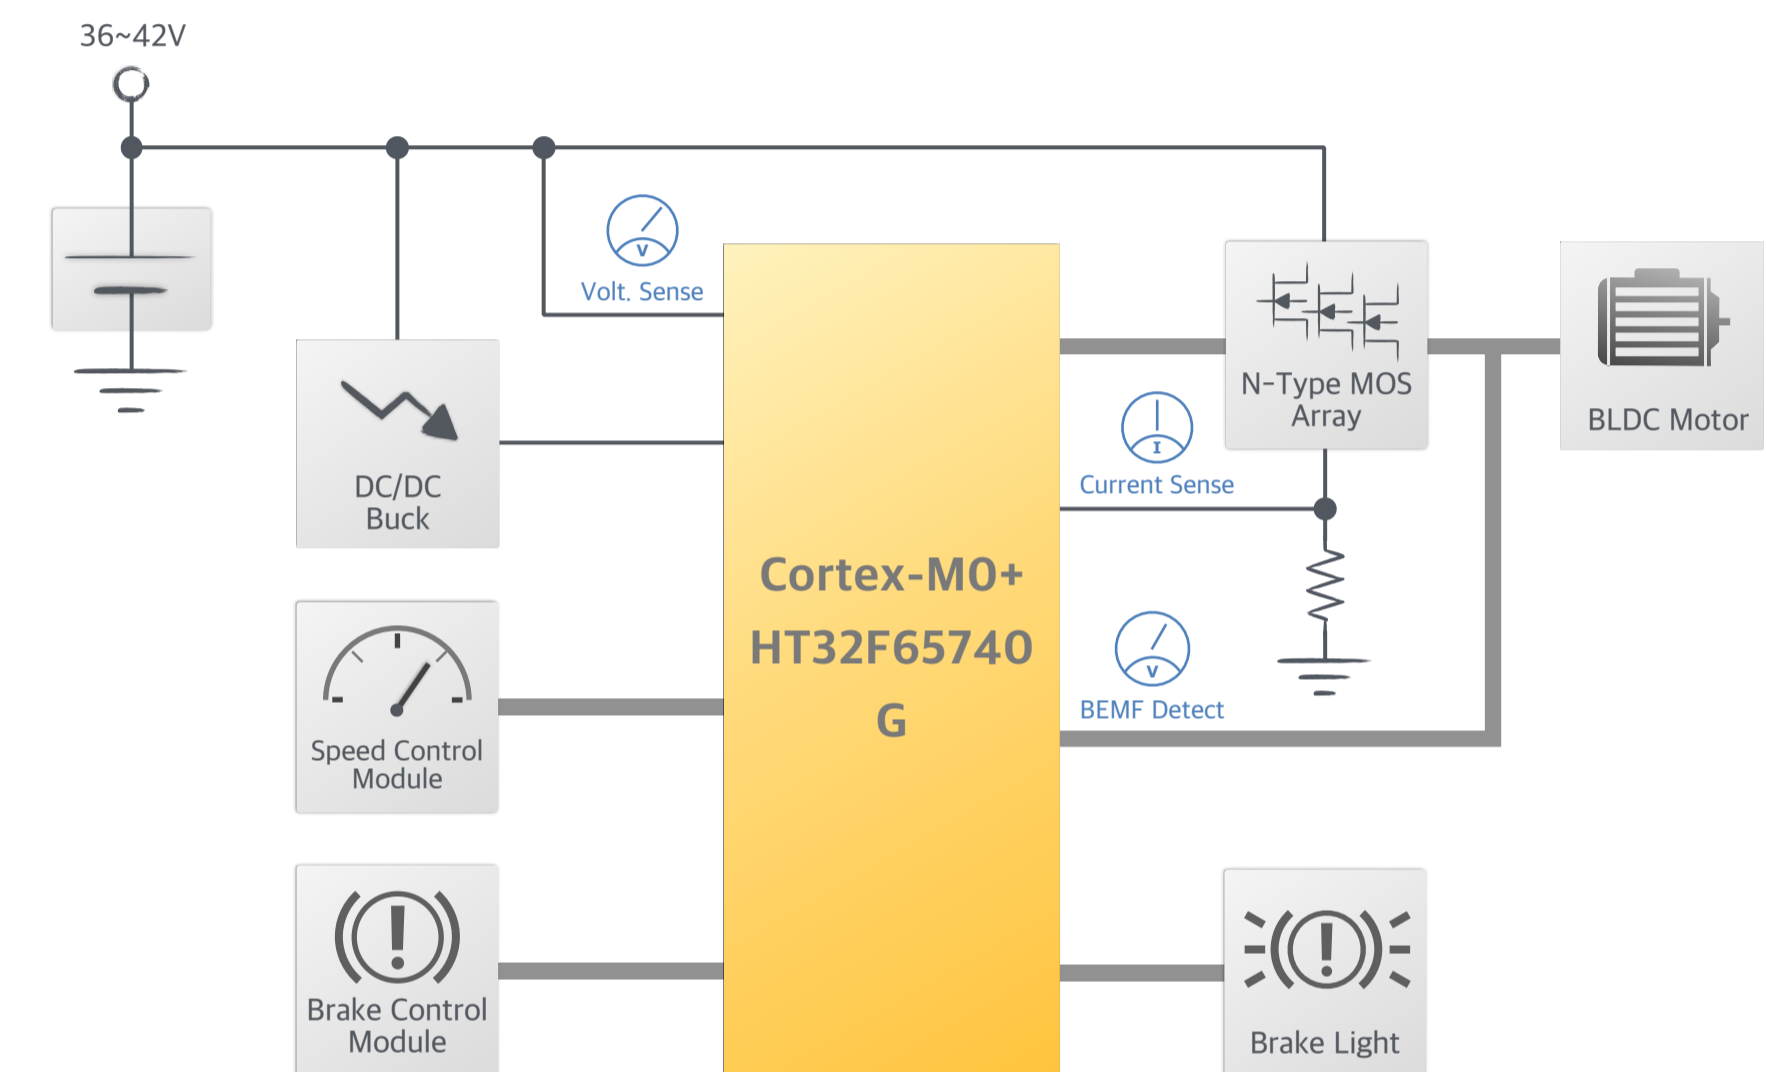 36~42V
V
Volt. Sense
N-Type MOS
Array
BLDC Motor
I
Current Sense
DC/DC
Buck
Cortex-M0+
HT32F65740
G
V
BEMF Detect
Speed Control
Module
Brake Control
Module
Brake Light